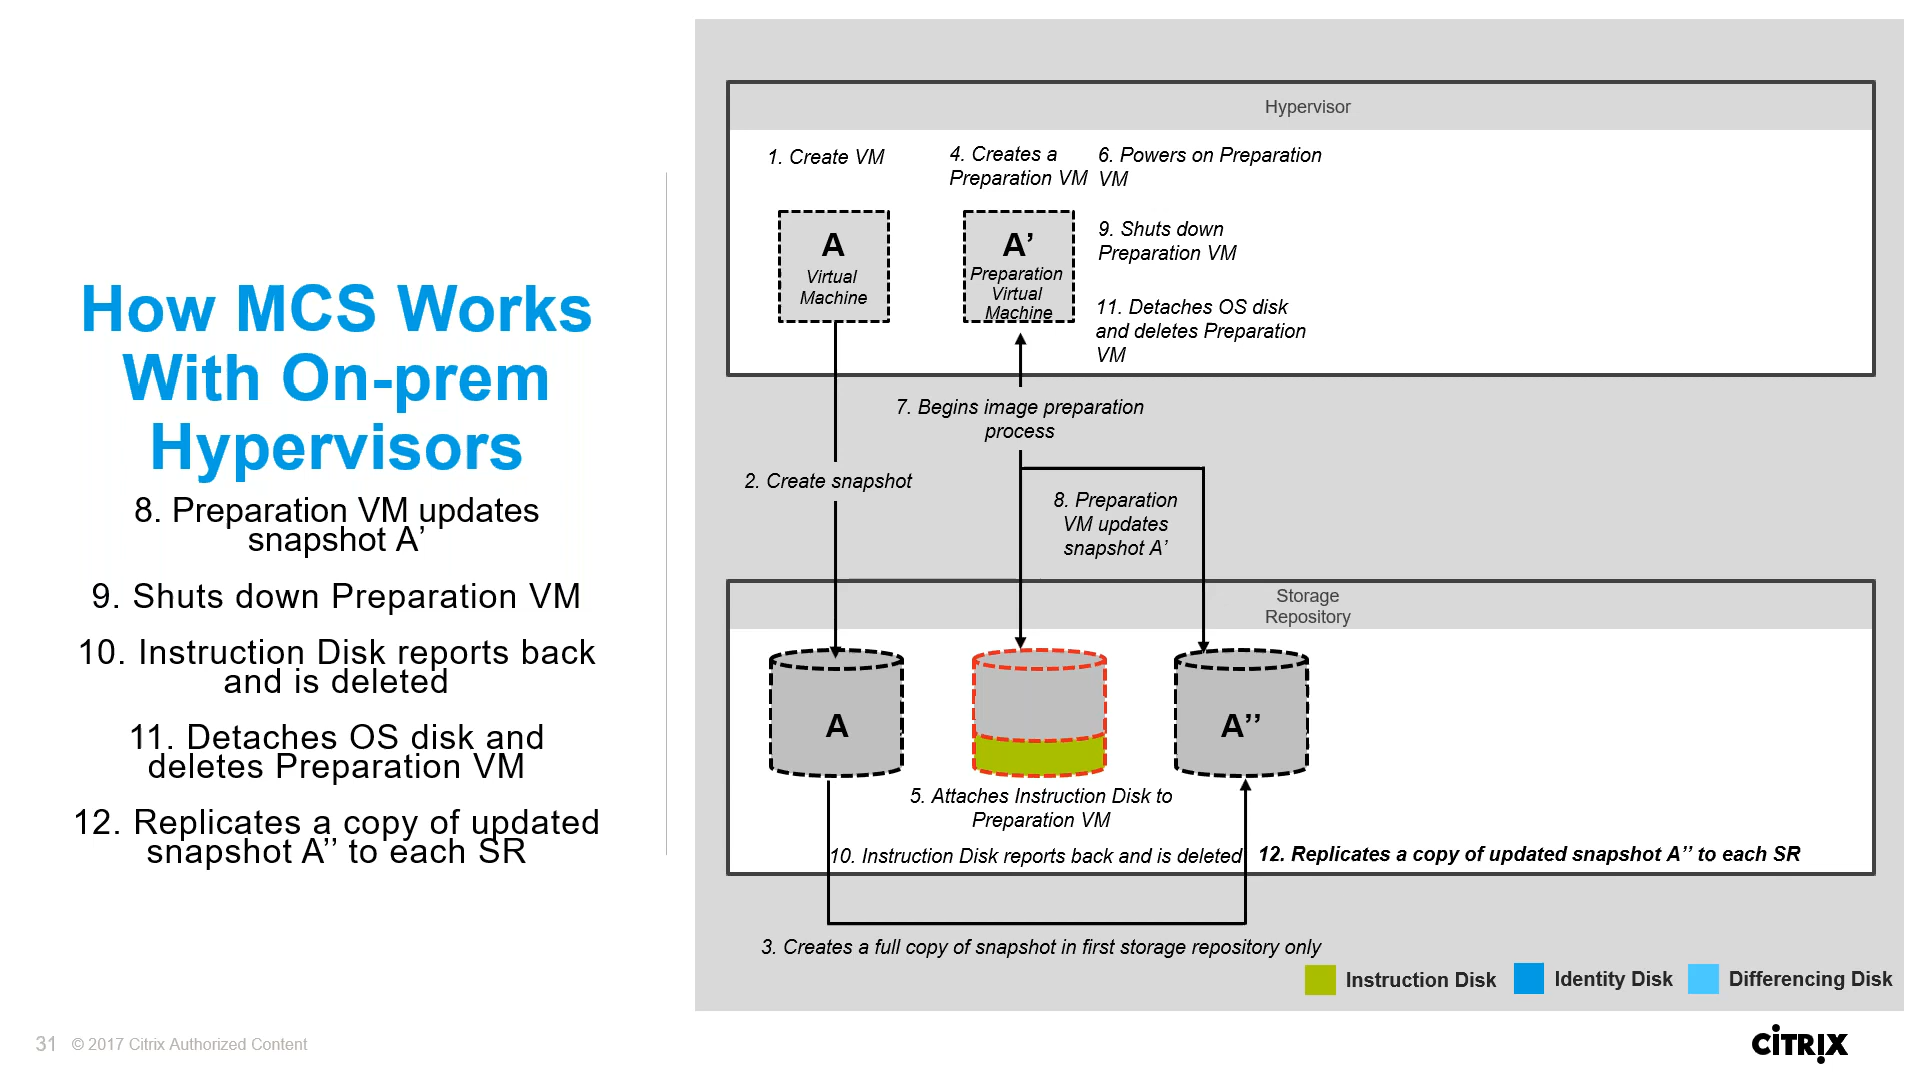 How MCS Works
With On-prem
Hypervisors
8. Preparation VM updates
snapshot A’
9. Shuts down Preparation VM
10. Instruction Disk reports back
and is deleted
11. Detaches OS disk and
deletes Preparation VM
12. Replicates a copy of updated
snapshot A’’ to each SR
Hypervisor
1. Create VM
4. Creates a
Preparation VM
6. Powers on Preparation
VM
A
Virtual
Machine
A’
Preparation
Virtual
Machine
9. Shuts down
Preparation VM
11. Detaches OS disk
and deletes Preparation
VM
7. Begins image preparation
process
2. Create snapshot
8. Preparation
VM updates
snapshot A’
Storage
Repository
A
A’’
5. Attaches Instruction Disk to
Preparation VM
10. Instruction Disk reports back and is deleted
12. Replicates a copy of updated snapshot A’’ to each SR
3. Creates a full copy of snapshot in first storage repository only
Instruction Disk
Identity Disk
Differencing Disk
31
© 2017 Citrix Authorized Content
CİTRIX